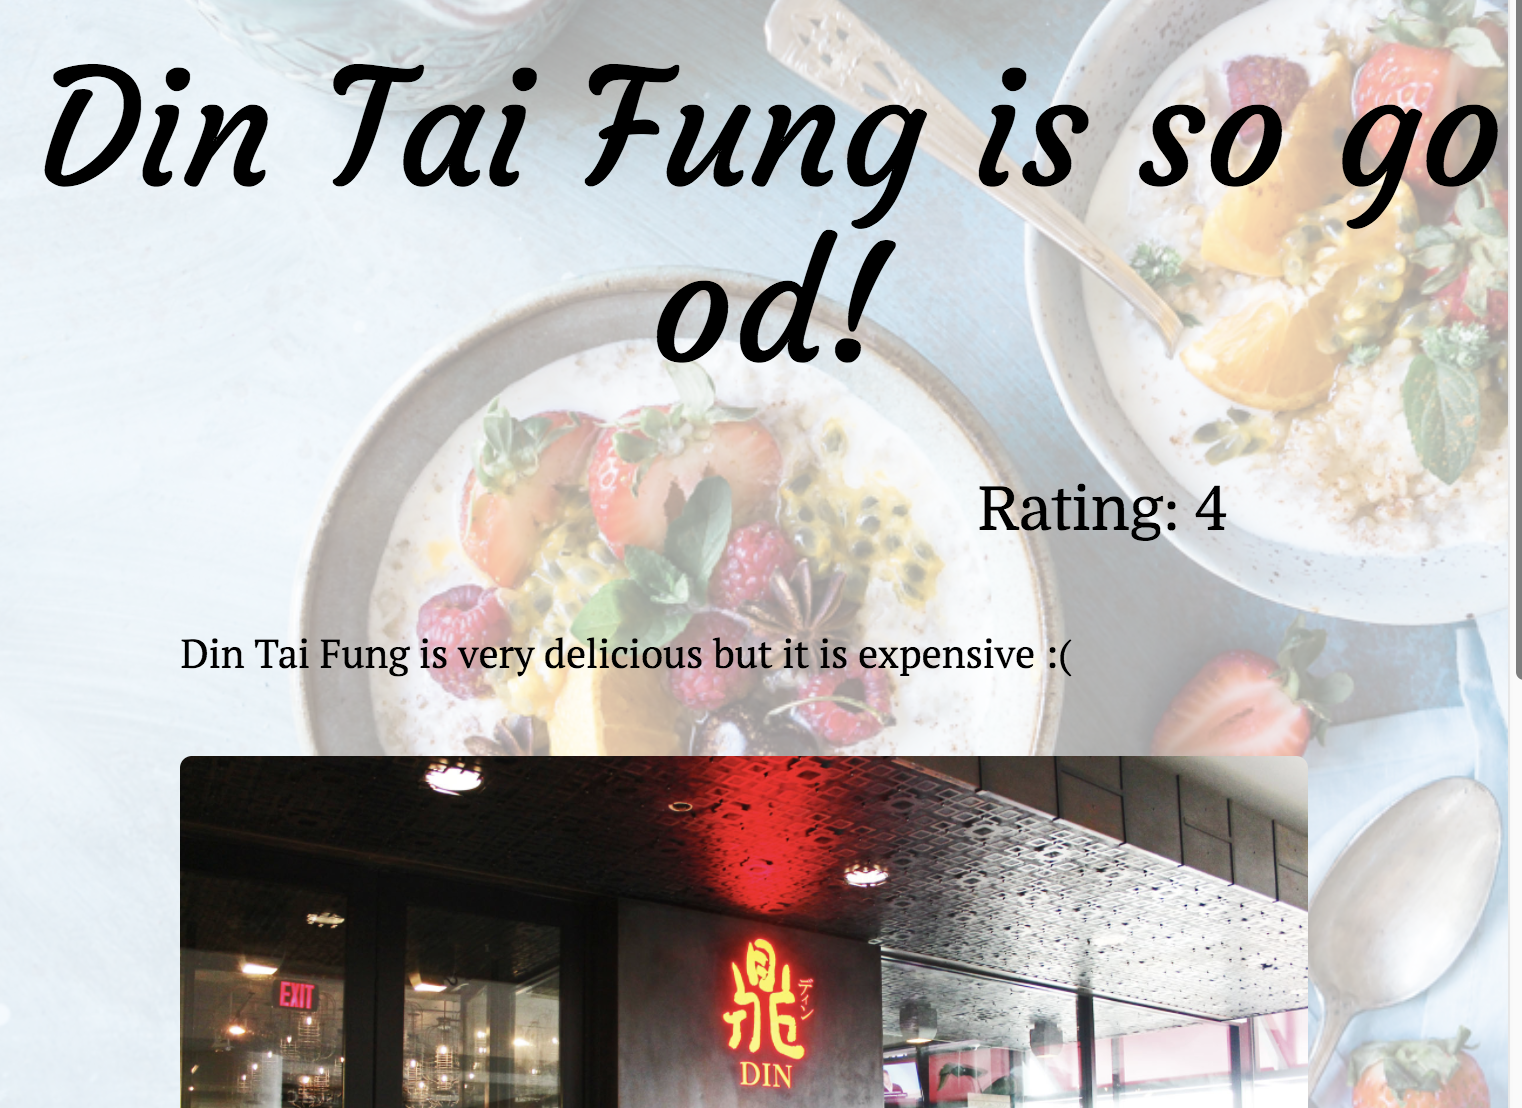 Din Tai Fung is so go
od!
Rating: 4
Din Tai Fung is very delicious but it is expensive :(
EXIT
鼎
ディン
DIN